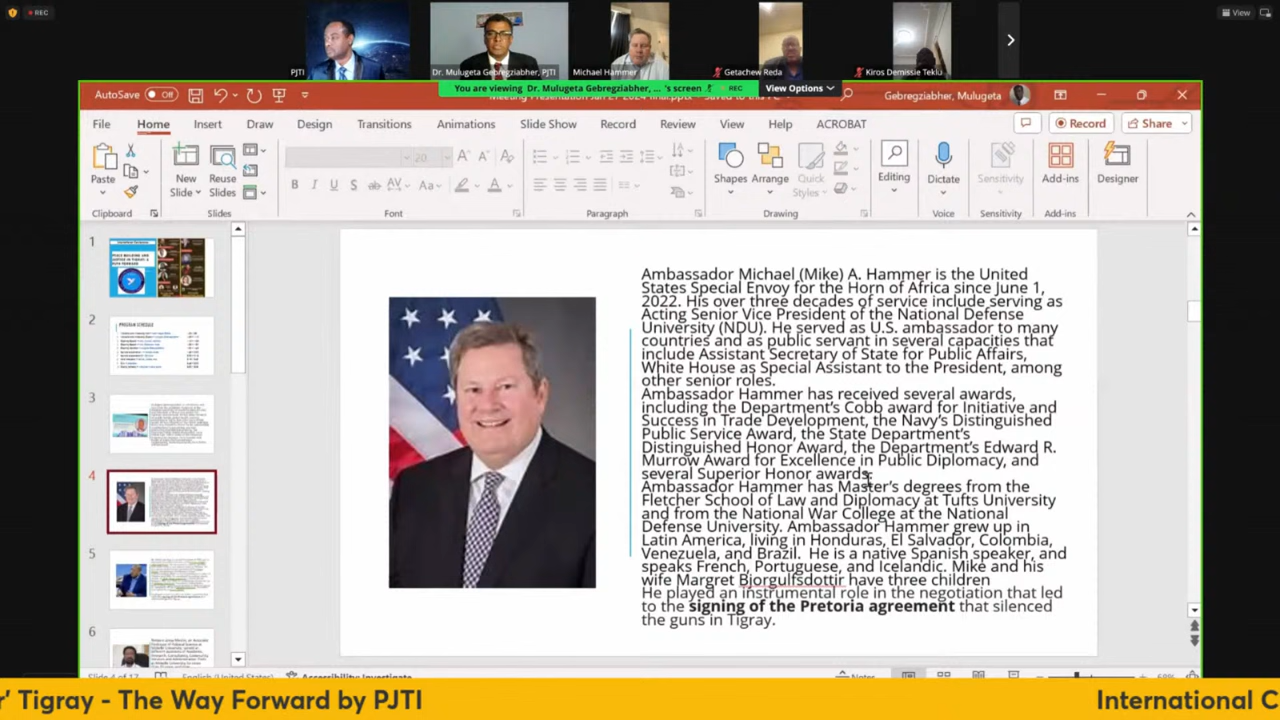 REC
View
PJTI
Dr. Mulugeta Gebregziabher, PJTI
Michael Hammer
Getachew Reda
Kiros Demissie Teklu
You are viewing Dr. Mulugeta Gebregziabher, ... 's screen
REC
View Options
AutoSave
Off
Gebregziabher, Mulugeta
File
Home
Insert
Draw
Design
Transitions
Animations
Slide Show
Record
Review
View
Help
ACROBAT
Record
Share
Paste
New
Slide
Reuse
Slides
20
Shapes
Arrange
Quick
Styles
Editing
Dictate
Sensitivity
Add-ins
Designer
Clipboard
Slides
Font
Paragraph
Drawing
Voice
Sensitivity
Add-ins
1
2
3
4
5
6
Ambassador Michael (Mike) A. Hammer is the United
States Special Envoy for the Horn of Africa since June 1,
2022. His over three decades of service include serving as
Acting Senior Vice President of the National Defense
University (NDU). He served a U.S. ambassador to many
countries and as public servant in several capacities that
include Assistant Secretary of State for Public Affairs,
White House as Special Assistant to the President, among
other senior roles.
Ambassador Hammer has received several awards,
including the Department's Cobb award for Initiative and
Success in Trade Development, the Navy's Distinguished
Public Service Award, the State Department's
Distinguished Honor Award, the Department's Edward R.
Murrow Award for Excellence in Public Diplomacy, and
several Superior Honor awards.
Ambassador Hammer has Master's degrees from the
Fletcher School of Law and Diplomacy at Tufts University
and from the National War College at the National
Defense University. Ambassador Hammer grew up in
Latin America, living in Honduras, El Salvador, Colombia,
Venezuela, and Brazil. He is a native Spanish speaker, and
speaks French, Portuguese, and Icelandic. Mike and his
wife Margret Bjorgulfsdottir have three children
He played an instrumental role in the negotiation that led
to the signing of the Pretoria agreement that silenced
the guns in Tigray.
r' Tigray - The Way Forward by PJTI
International C